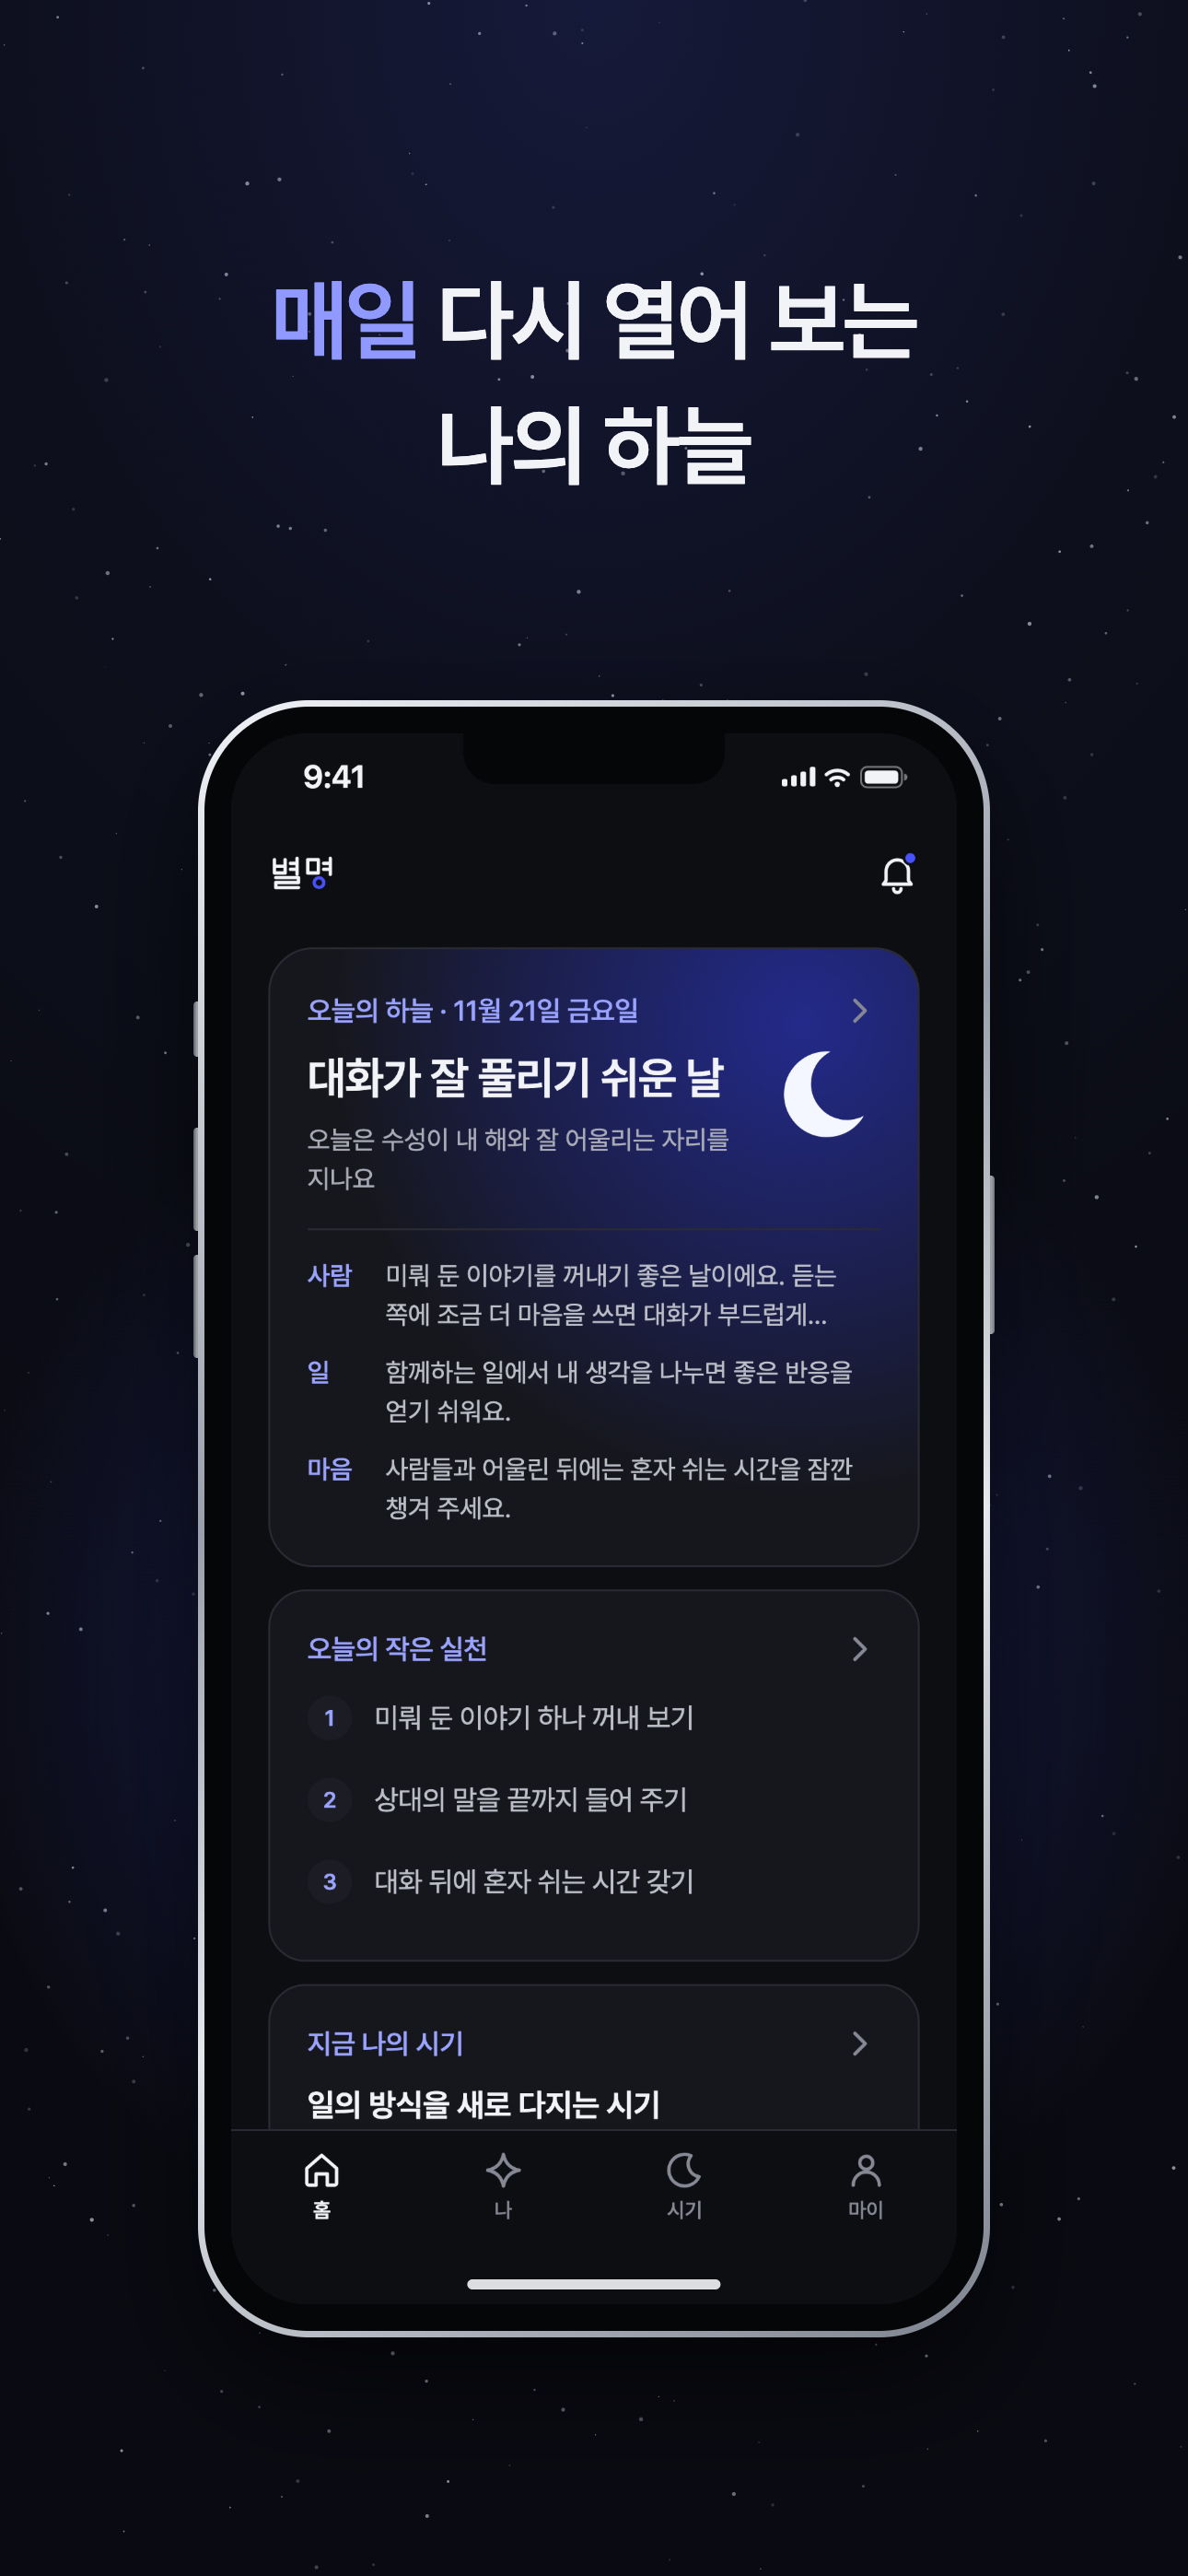 매일 다시 열어 보는
나의 하늘
9:41
별명
오늘의 하늘 · 11월 21일 금요일
대화가 잘 풀리기 쉬운 날
오늘은 수성이 내 해와 잘 어울리는 자리를
지나요
사람
미뤄 둔 이야기를 꺼내기 좋은 날이에요. 듣는
쪽에 조금 더 마음을 쓰면 대화가 부드럽게...
일
함께하는 일에서 내 생각을 나누면 좋은 반응을
얻기 쉬워요.
마음
사람들과 어울린 뒤에는 혼자 쉬는 시간을 잠깐
챙겨 주세요.
오늘의 작은 실천
1 미뤄 둔 이야기 하나 꺼내 보기
2 상대의 말을 끝까지 들어 주기
3 대화 뒤에 혼자 쉬는 시간 갖기
지금 나의 시기
일의 방식을 새로 다지는 시기
홈 나 시기 마이